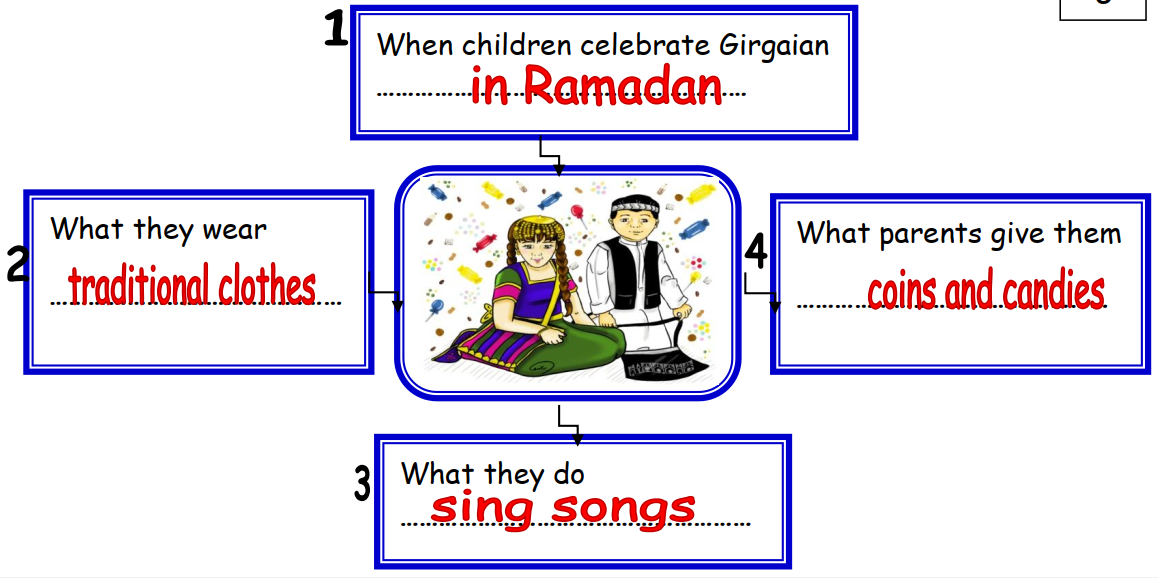 1
When children celebrate Girgaian
in Ramadan
2
What they wear
traditional clothes
4
What parents give them
coins and candies
3
What they do
sing songs